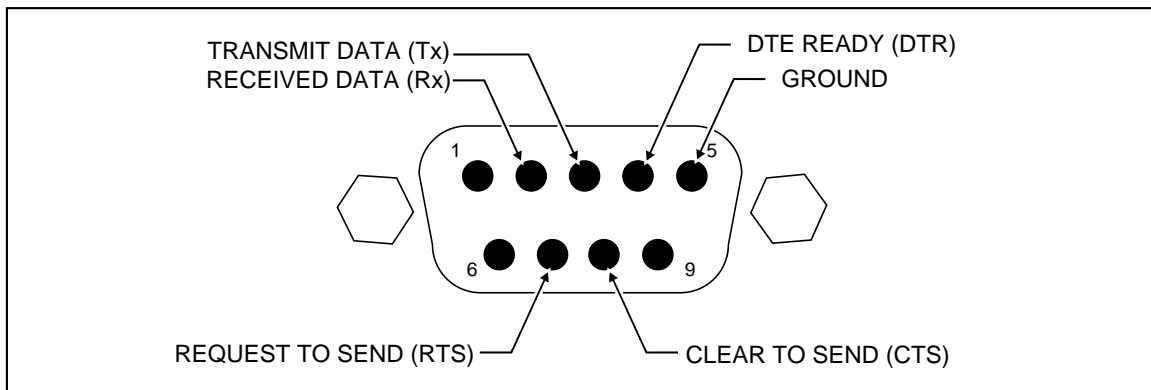 TRANSMIT DATA (Tx)
DTE READY (DTR)
RECEIVED DATA (Rx)
GROUND
1
5
6
9
REQUEST TO SEND (RTS)
CLEAR TO SEND (CTS)